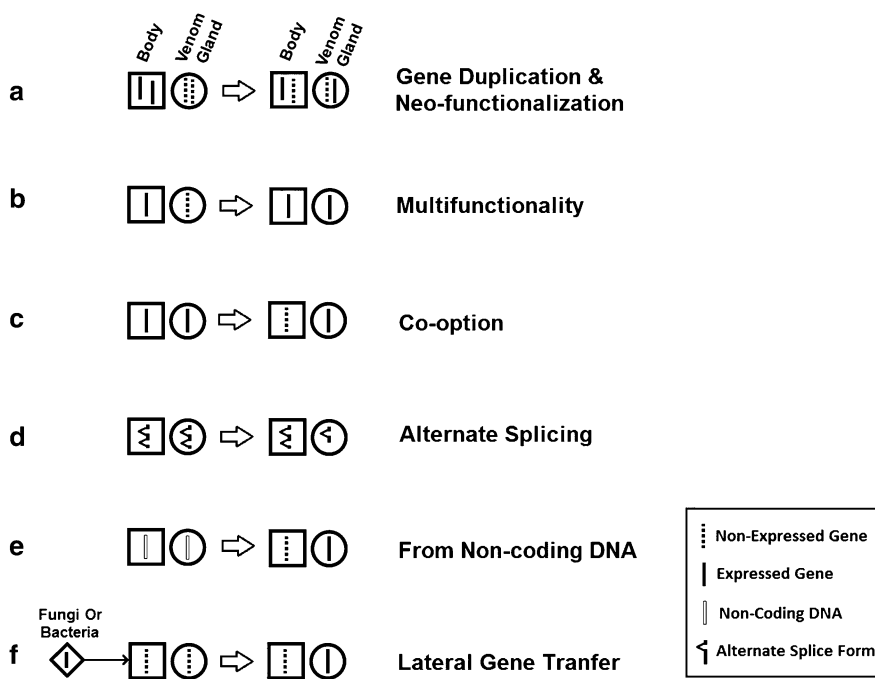 Body Venom Gland Body Venom Gland
a Gene Duplication &
Neo-functionalization
b Multifunctionality
c Co-option
d Alternate Splicing
e From Non-coding DNA
Fungi Or
Bacteria
f Lateral Gene Tranfer
Non-Expressed Gene
Expressed Gene
Non-Coding DNA
Alternate Splice Form